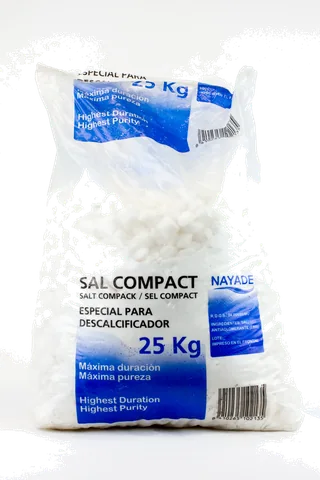 ESPECIAL PARA
25 Kg
Máxima duración
Máxima pureza
Highest Duration
Highest Purity
SAL COMPACT
SALT COMPACK / SEL COMPACT
NAYADE
ESPECIAL PARA
DESCALCIFICADOR
25 Kg
Máxima duración
Máxima pureza
Highest Duration
Highest Purity
LOTE: